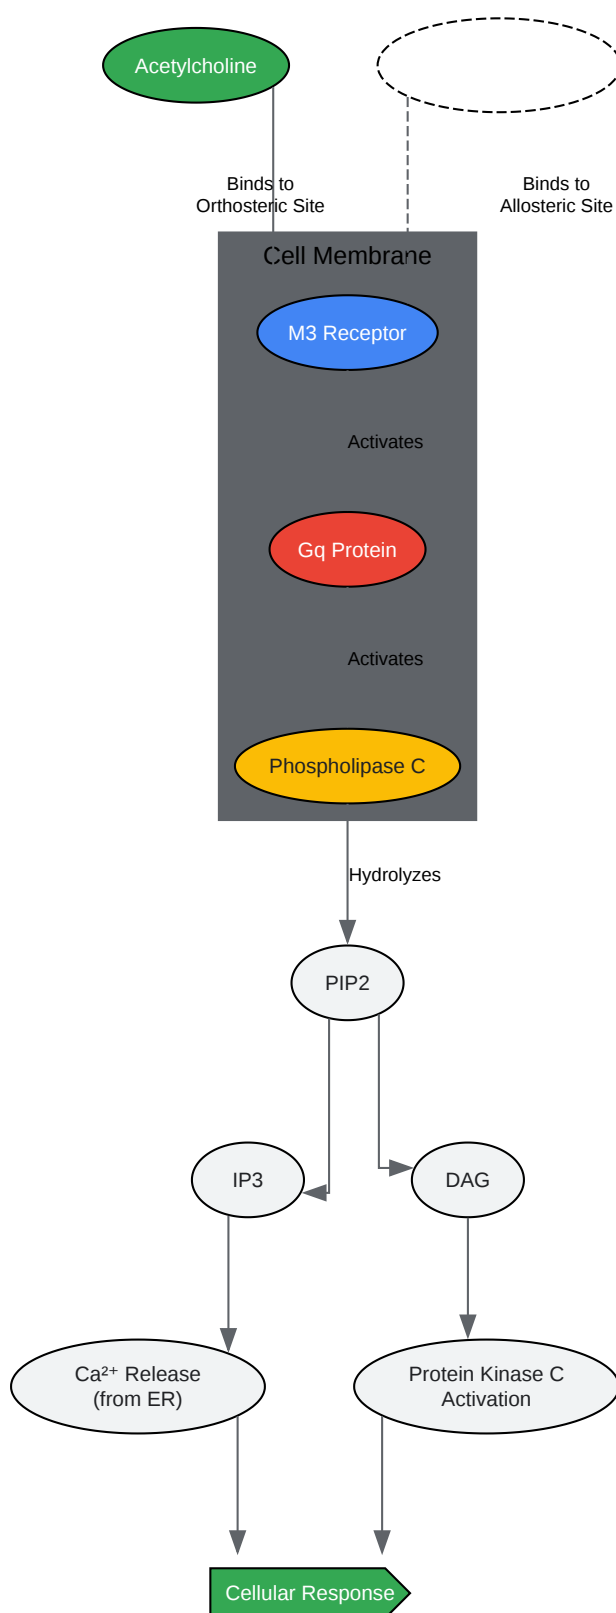 Acetylcholine
Binds to
Orthosteric Site
Binds to
Allosteric Site
Cell Membrane
M3 Receptor
Activates
Gq Protein
Activates
Phospholipase C
Hydrolyzes
PIP2
IP3
DAG
Ca²⁺ Release
(from ER)
Protein Kinase C
Activation
Cellular Response